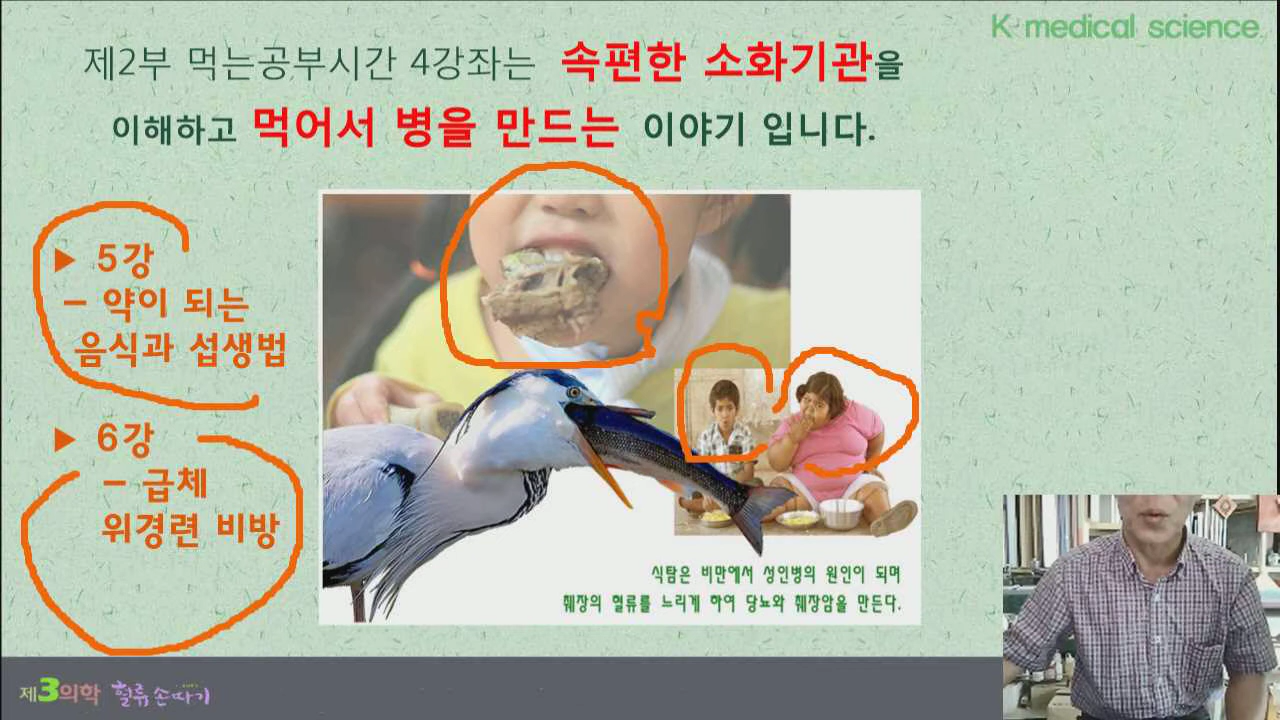 K medical science
제2부 먹는공부시간 4강좌는 속편한 소화기관을
이해하고 먹어서 병을 만드는 이야기 입니다.
▶ 5강
- 약이 되는
음식과 섭생법
▶ 6강
- 급체
위경련 비방
식탐은 비만에서 성인병의 원인이 되며
췌장의 혈류를 느리게 하여 당뇨와 췌장암을 만든다.
제3의학 혈류 손따기